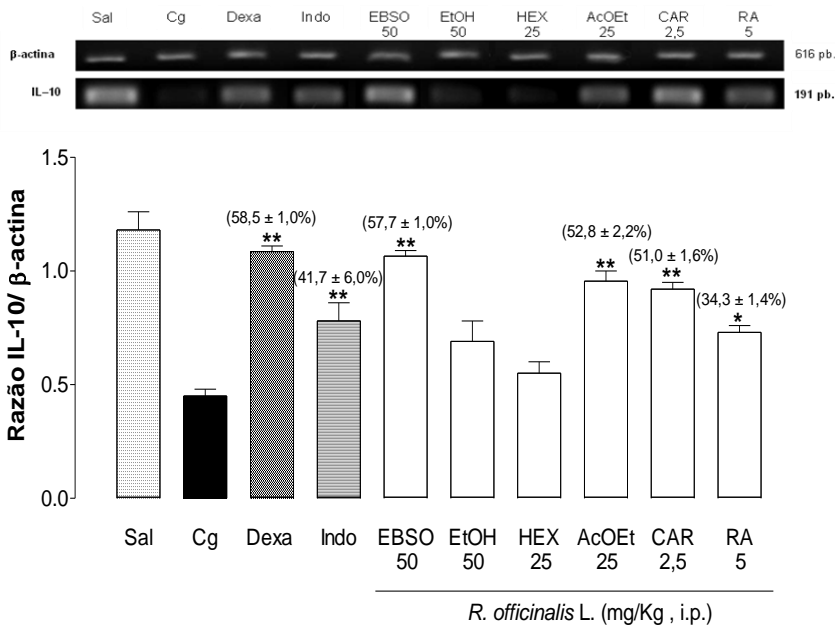 Sal Cg Dexa Indo EBSO EtOH HEX AcOEt CAR RA
50 50 25 25 2,5 5
β-actina 616 pb.
IL–10 191 pb.
Razão IL-10/ β-actina
1.5
1.0
0.5
0.0
(58,5 ± 1,0%)
**
(41,7 ± 6,0%)
**
(57,7 ± 1,0%)
**
(52,8 ± 2,2%)
**
(51,0 ± 1,6%)
**
(34,3 ± 1,4%)
*
Sal Cg Dexa Indo EBSO EtOH HEX AcOEt CAR RA
50 50 25 25 2,5 5
R. officinalis L. (mg/Kg , i.p.)